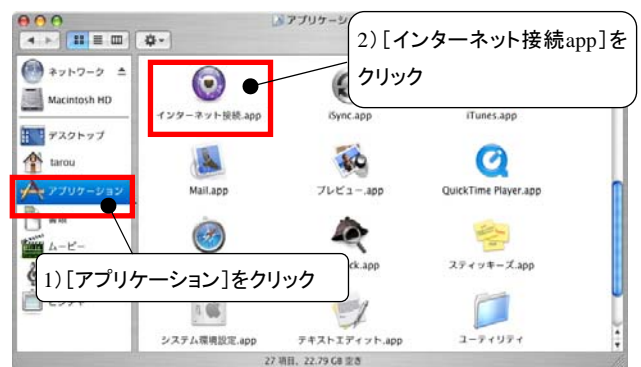 アプリケーシ
2)[インターネット接続app]を
クリック
ネットワーク
Macintosh HD
インターネット接続.app
iSync.app
iTunes.app
デスクトップ
tarou
アプリケーション
Mail.app
プレビュー.app
QuickTime Player.app
書類
ムービー
1)[アプリケーション]をクリック
ck.app
スティッキーズ.app
システム環境設定.app
テキストエディット.app
ユーティリティ
27 項目、22.79 GB 空き